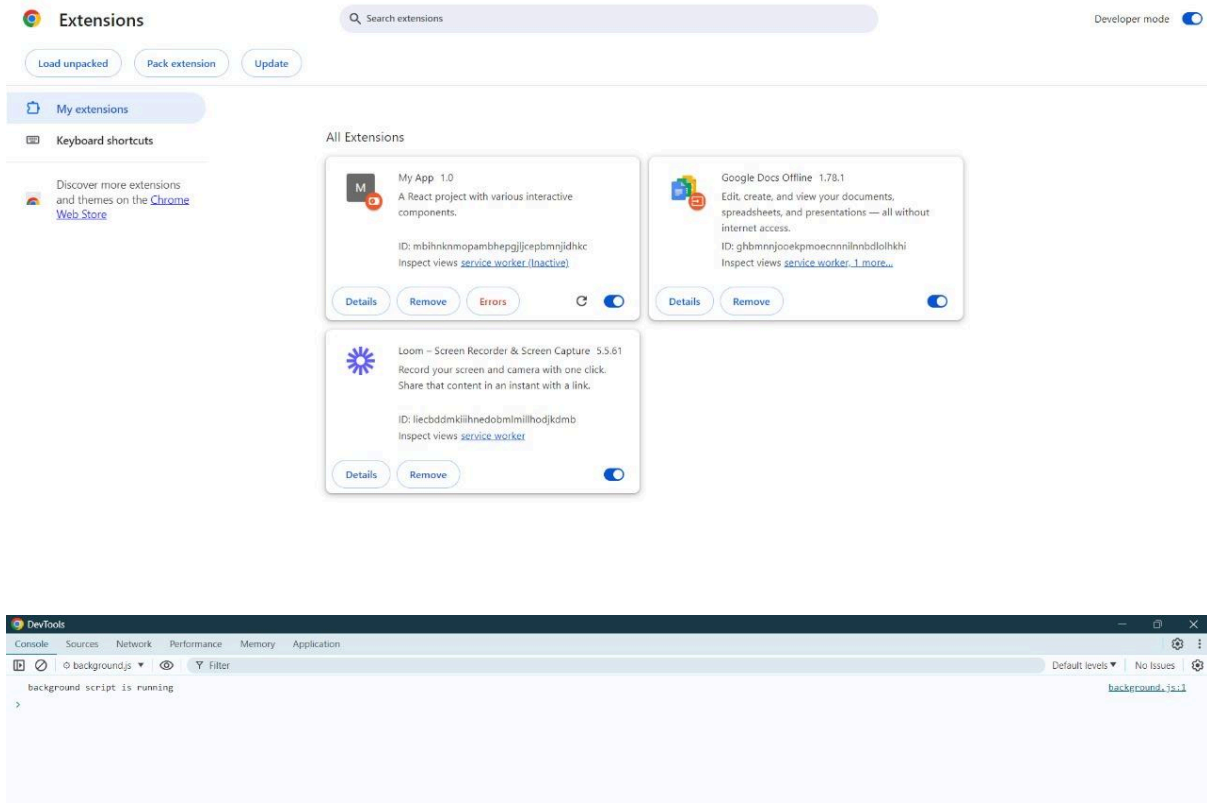 Extensions
Search extensions
Developer mode
Load unpacked
Pack extension
Update
My extensions
Keyboard shortcuts
Discover more extensions
and themes on the Chrome
Web Store
All Extensions
M
My App 1.0
A React project with various interactive
components.
ID: mbihnknmopambhepgjljcepbmnjidhkc
Inspect views service worker (Inactive)
Details
Remove
Errors
Google Docs Offline 1.78.1
Edit, create, and view your documents,
spreadsheets, and presentations — all without
internet access.
ID: ghbmnnjooekpmoecnnnilnnbdlolhkhi
Inspect views service worker, 1 more...
Details
Remove
Loom – Screen Recorder & Screen Capture 5.5.61
Record your screen and camera with one click.
Share that content in an instant with a link.
ID: liecbddmkiiihnedobmlmillhodjkdmb
Inspect views service worker
Details
Remove
DevTools
Console
Sources
Network
Performance
Memory
Application
background.js
Filter
Default levels
No Issues
background script is running
background.js:1